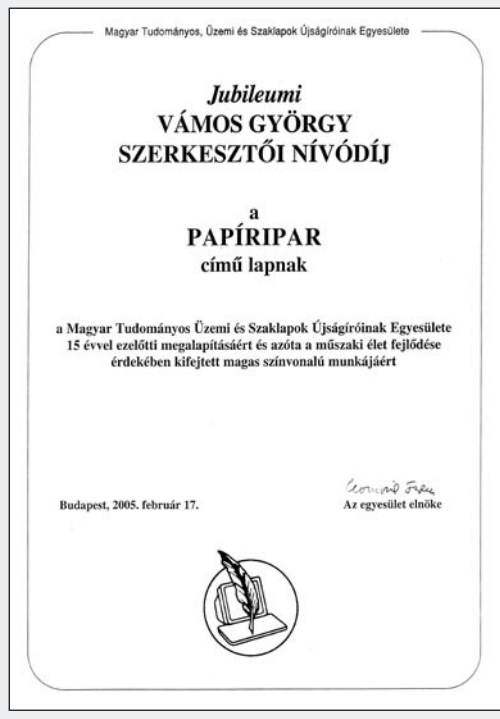 Magyar Tudományos, Üzemi és Szaklapok Újságíróinak Egyesülete
Jubileumi
VÁMOS GYÖRGY
SZERKESZTŐI NÍVÓDÍJ
a
PAPÍRIPAR
című lapnak
a Magyar Tudományos Üzemi és Szaklapok Újságíróinak Egyesülete
15 évvel ezelőtti megalapításáért és azóta a műszaki élet fejlődése
érdekében kifejtett magas színvonalú munkájáért
Budapest, 2005. február 17.
Az egyesület elnöke